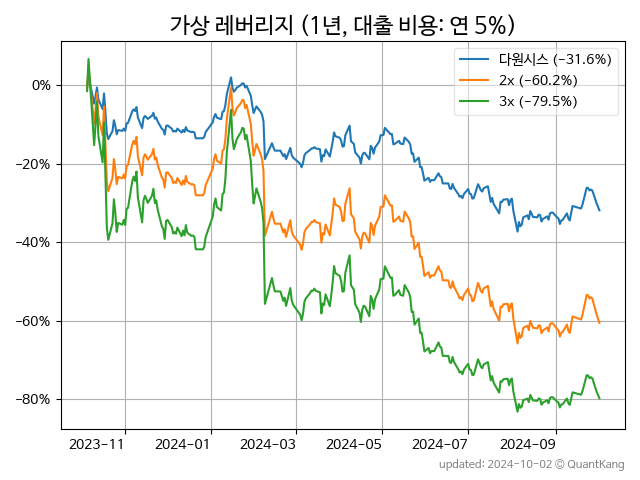 가상 레버리지 (1년, 대출 비용: 연 5%)
다원시스 (−31.6%)
2x (−60.2%)
3x (−79.5%)
0%
−20%
−40%
−60%
−80%
2023−11 2024−01 2024−03 2024−05 2024−07 2024−09
updated: 2024-10-02 © QuantKang